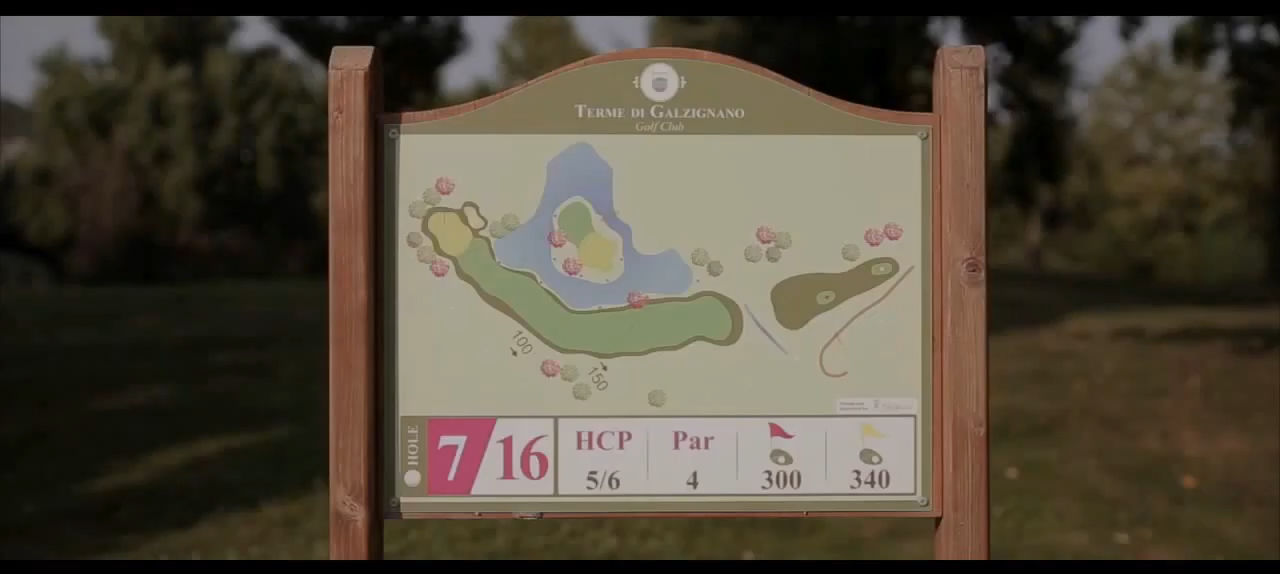 TERME DI GALZIGNANO
Golf Club
100
150
HOLE
7/16
HCP
5/6
Par
4
300
340